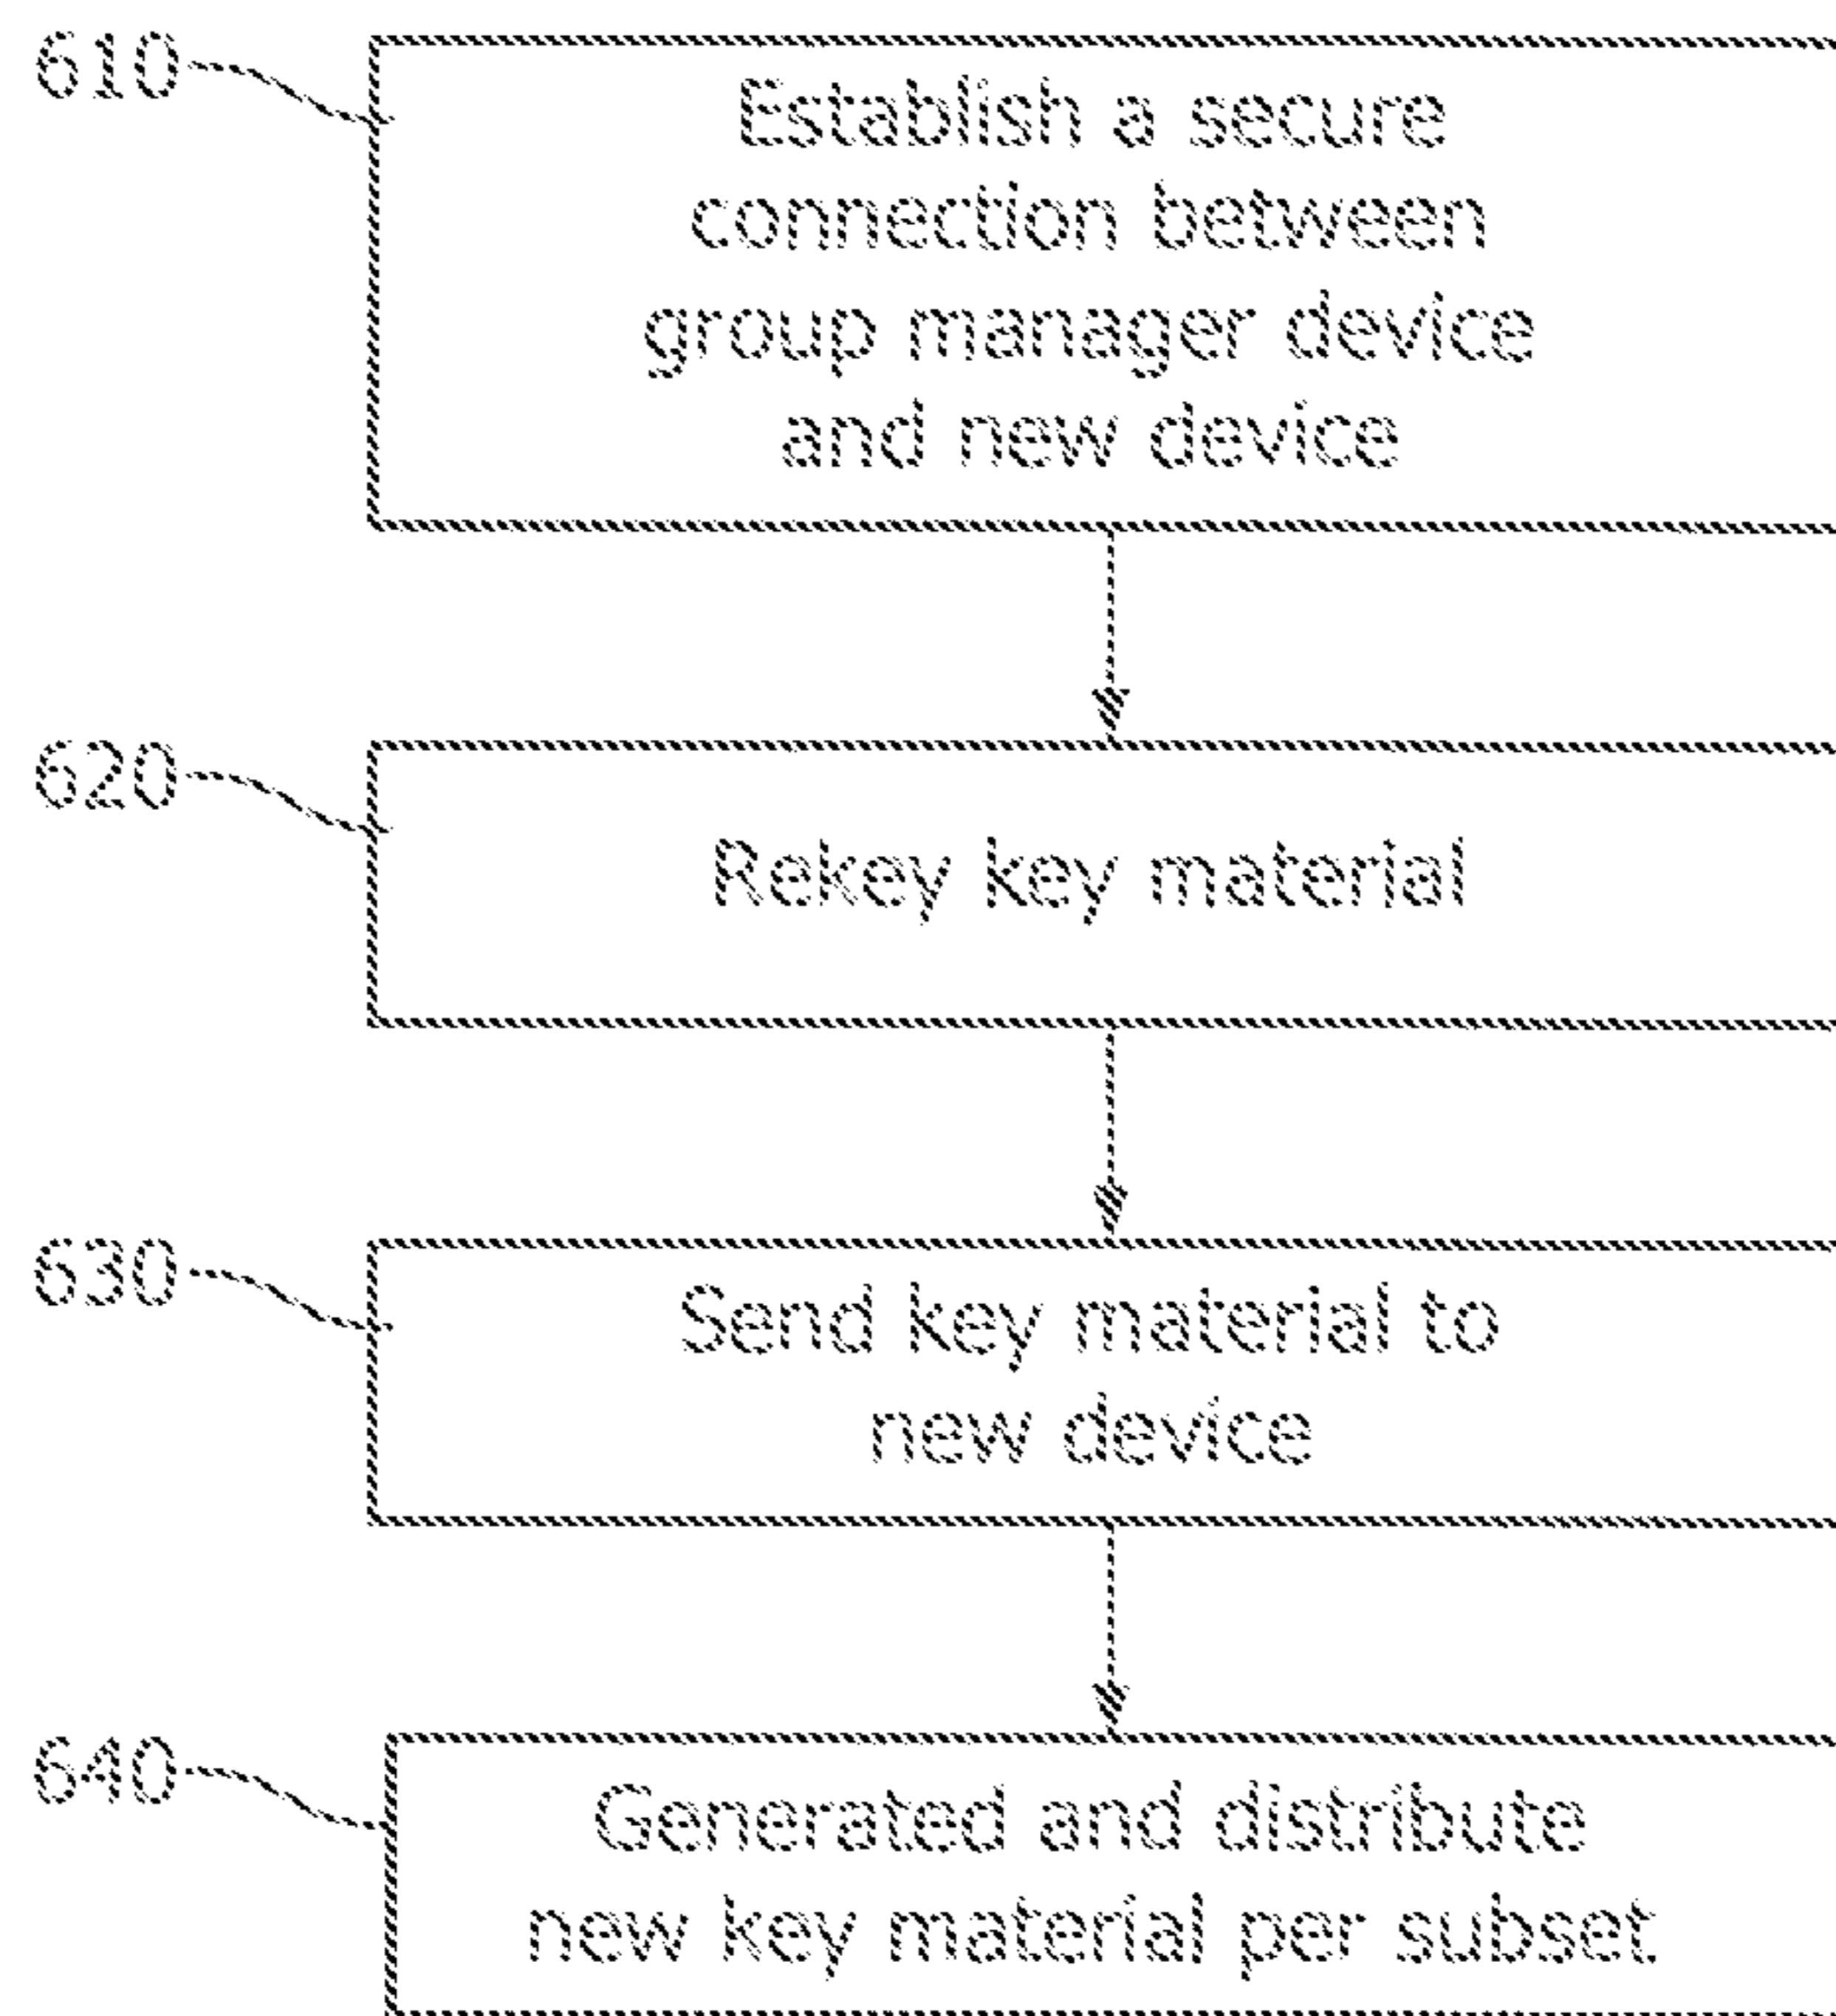 610
Establish a secure
connection between
group manager device
and new device
620
Rekey key material
630
Send key material to
new device
640
Generated and distribute
new key material per subset